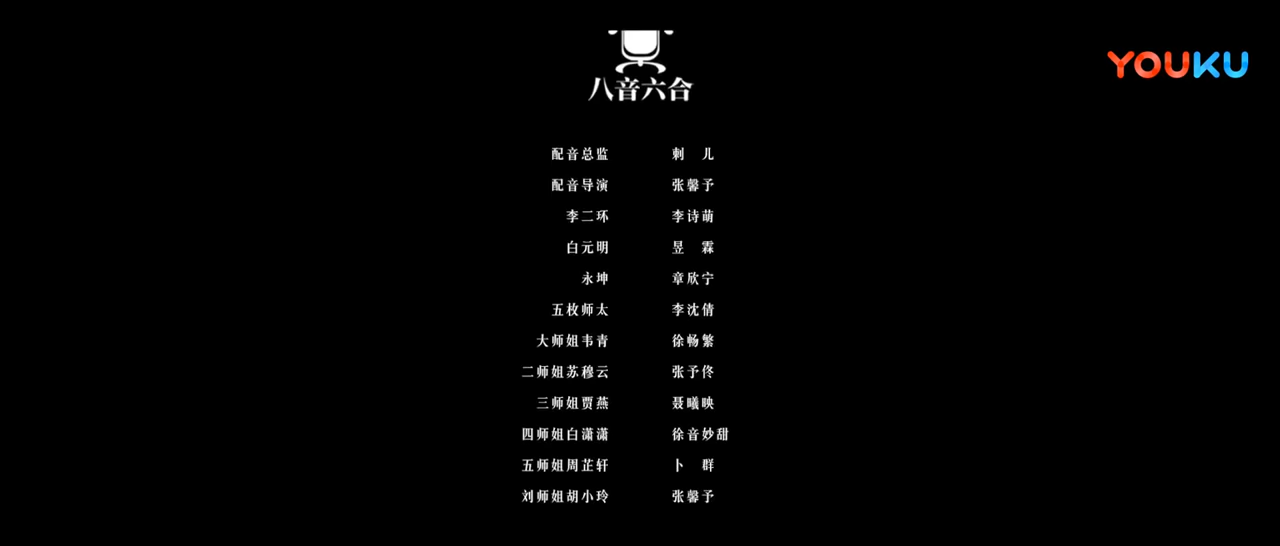 YOUKU
八音六合
配音总监 刺 儿
配音导演 张馨予
李二环 李诗萌
白元明 昱 霖
永坤 章欣宁
五枚师太 李沈倩
大师姐韦青 徐畅繁
二师姐苏穆云 张予佟
三师姐贾燕 聂曦映
四师姐白潇潇 徐音妙甜
五师姐周芷轩 卜 群
刘师姐胡小玲 张馨予